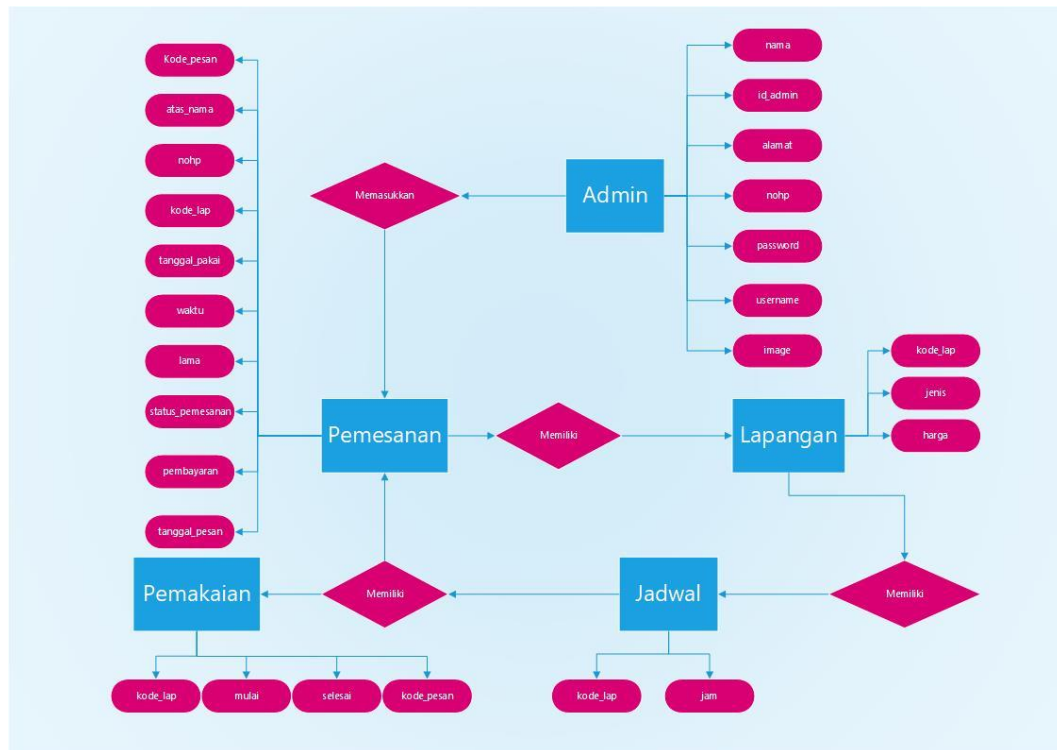 nama
Kode_pesan
id_admin
atas_nama
alamat
nohp
Memasukkan
Admin
nohp
kode_lap
password
tanggal_pakai
username
waktu
image
kode_lap
lama
jenis
status_pemesanan
Pemesanan
Memiliki
Lapangan
harga
pembayaran
tanggal_pesan
Pemakaian
Memiliki
Jadwal
Memiliki
kode_lap
mulai
selesai
kode_pesan
kode_lap
jam